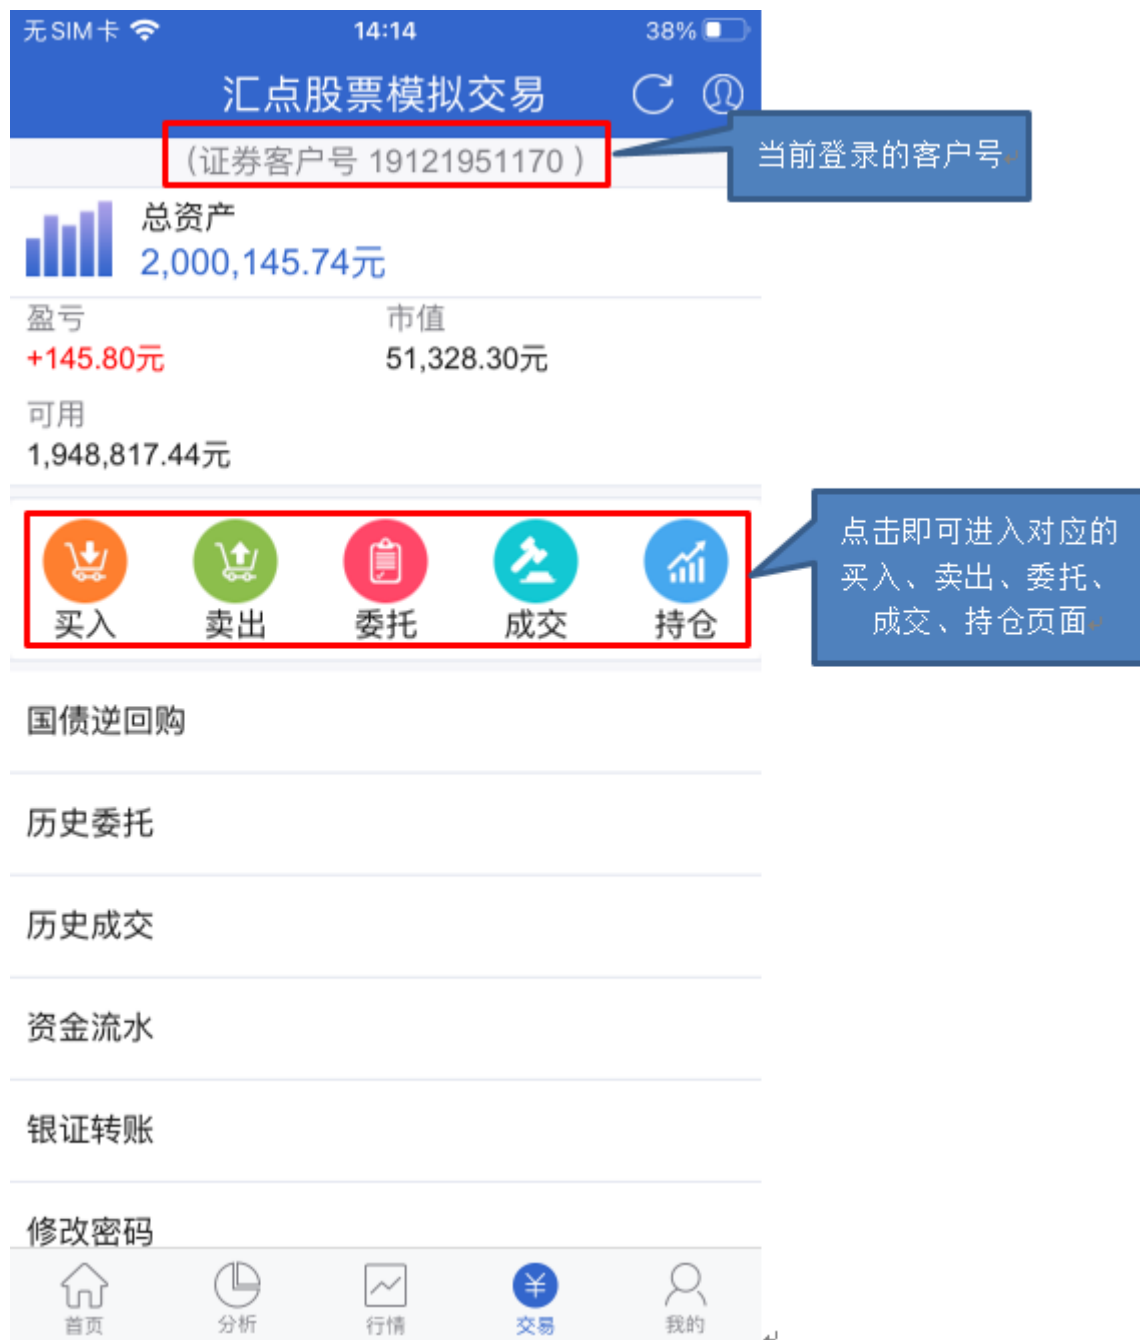 无SIM卡 14:14 38%
汇点股票模拟交易
（证券客户号 19121951170 ）
当前登录的客户号
总资产
2,000,145.74元
盈亏 市值
+145.80元 51,328.30元
可用
1,948,817.44元
点击即可进入对应的
买入、卖出、委托、
成交、持仓页面
买入 卖出 委托 成交 持仓
国债逆回购
历史委托
历史成交
资金流水
银证转账
修改密码
首页 分析 行情 交易 我的